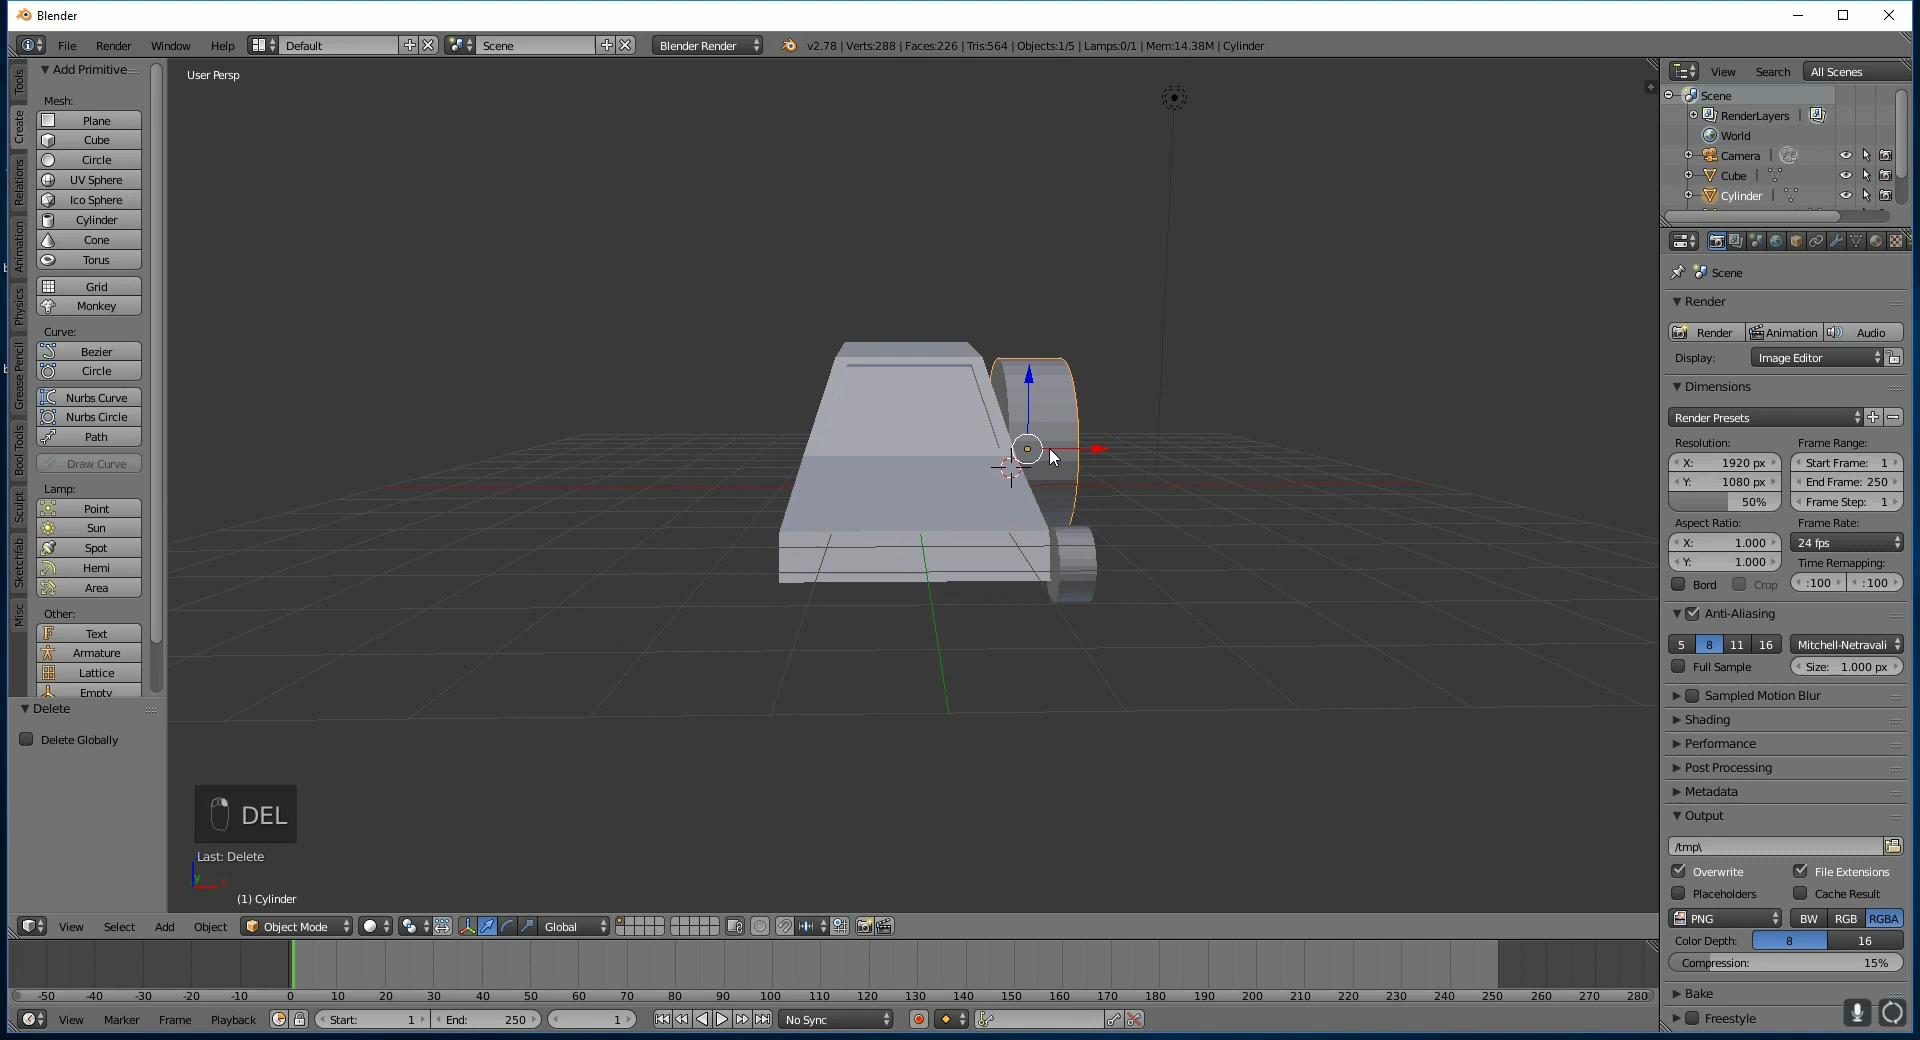 Blender
File Render Window Help Default Scene Blender Render v2.78 | Verts:288 | Faces:226 | Tris:564 | Objects:1/5 | Lamps:0/1 | Mem:14.38M | Cylinder
Tools
Create
Relations
Animation
Physics
Grease Pencil
Bool Tools
Sculpt
Sketchfab
Misc
Add Primitive
Mesh:
Plane
Cube
Circle
UV Sphere
Ico Sphere
Cylinder
Cone
Torus
Grid
Monkey
Curve:
Bezier
Circle
Nurbs Curve
Nurbs Circle
Path
Draw Curve
Lamp:
Point
Sun
Spot
Hemi
Area
Other:
Text
Armature
Lattice
Empty
Delete
Delete Globally
User Persp
DEL
Last: Delete
y
x
(1) Cylinder
View Select Add Object Object Mode Global
-50 -40 -30 -20 -10 0 10 20 30 40 50 60 70 80 90 100 110 120 130 140 150 160 170 180 190 200 210 220 230 240 250 260 270 280
View Marker Frame Playback Start: 1 End: 250 1 No Sync
View Search All Scenes
Scene
RenderLayers
World
Camera
Cube
Cylinder
Scene
Render
Render Animation Audio
Display: Image Editor
Dimensions
Render Presets
Resolution: Frame Range:
X: 1920 px Start Frame: 1
Y: 1080 px End Frame: 250
50% Frame Step: 1
Aspect Ratio: Frame Rate:
X: 1.000 24 fps
Y: 1.000 Time Remapping:
Bord Crop :100 :100
Anti-Aliasing
5 8 11 16 Mitchell-Netravali
Full Sample Size: 1.000 px
Sampled Motion Blur
Shading
Performance
Post Processing
Metadata
Output
/tmp\
Overwrite File Extensions
Placeholders Cache Result
PNG BW RGB RGBA
Color Depth: 8 16
Compression: 15%
Bake
Freestyle